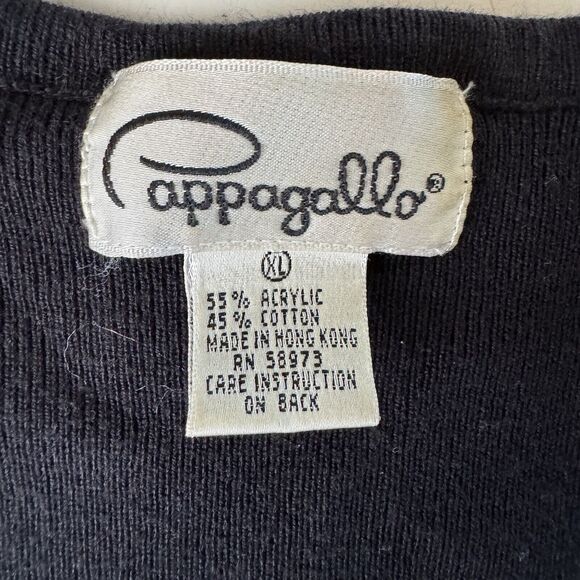 Pappagallo®
XL
55% ACRYLIC
45% COTTON
MADE IN HONG KONG
RN 58973
CARE INSTRUCTION
ON BACK